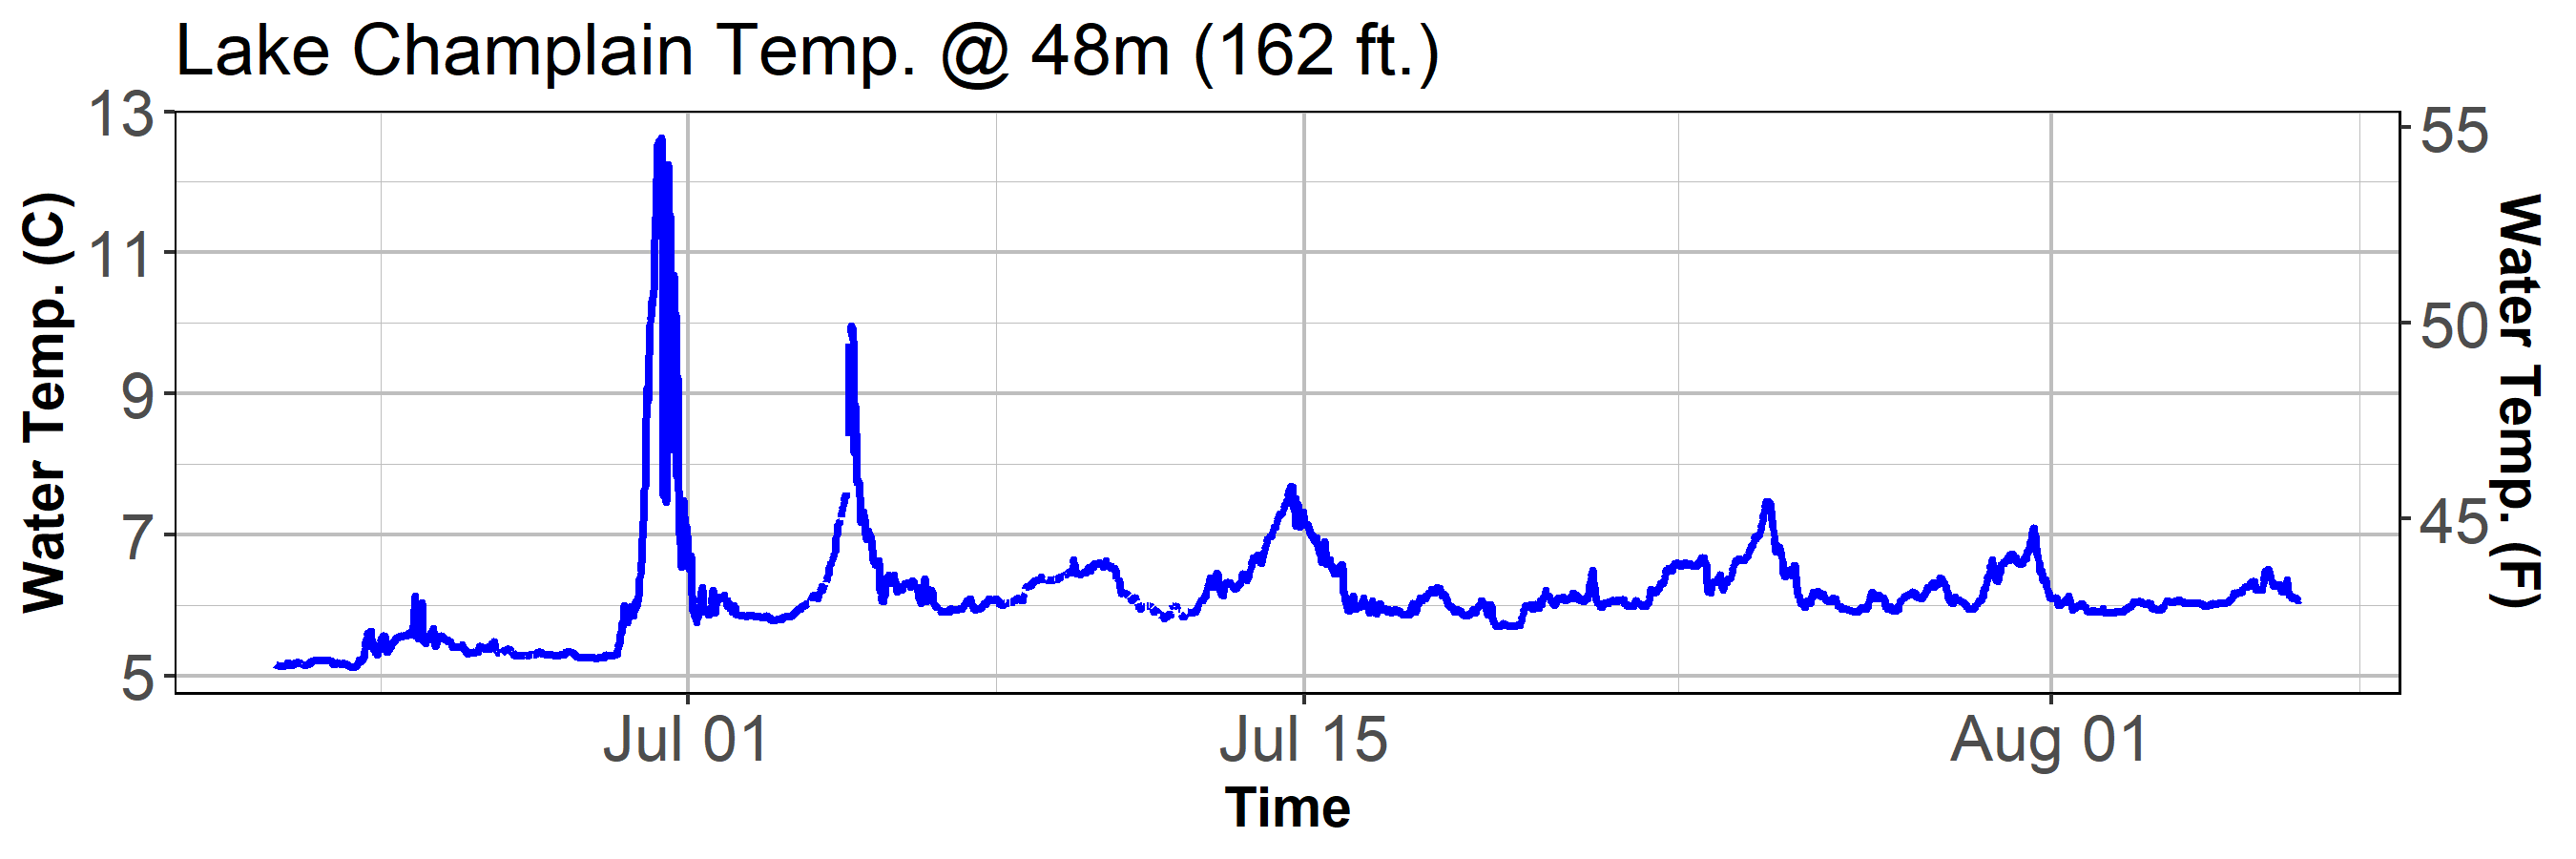 Lake Champlain Temp. @ 48m (162 ft.)
Water Temp. (C)
13
11
9
7
5
55
50
45
Water Temp. (F)
Jul 01
Jul 15
Aug 01
Time